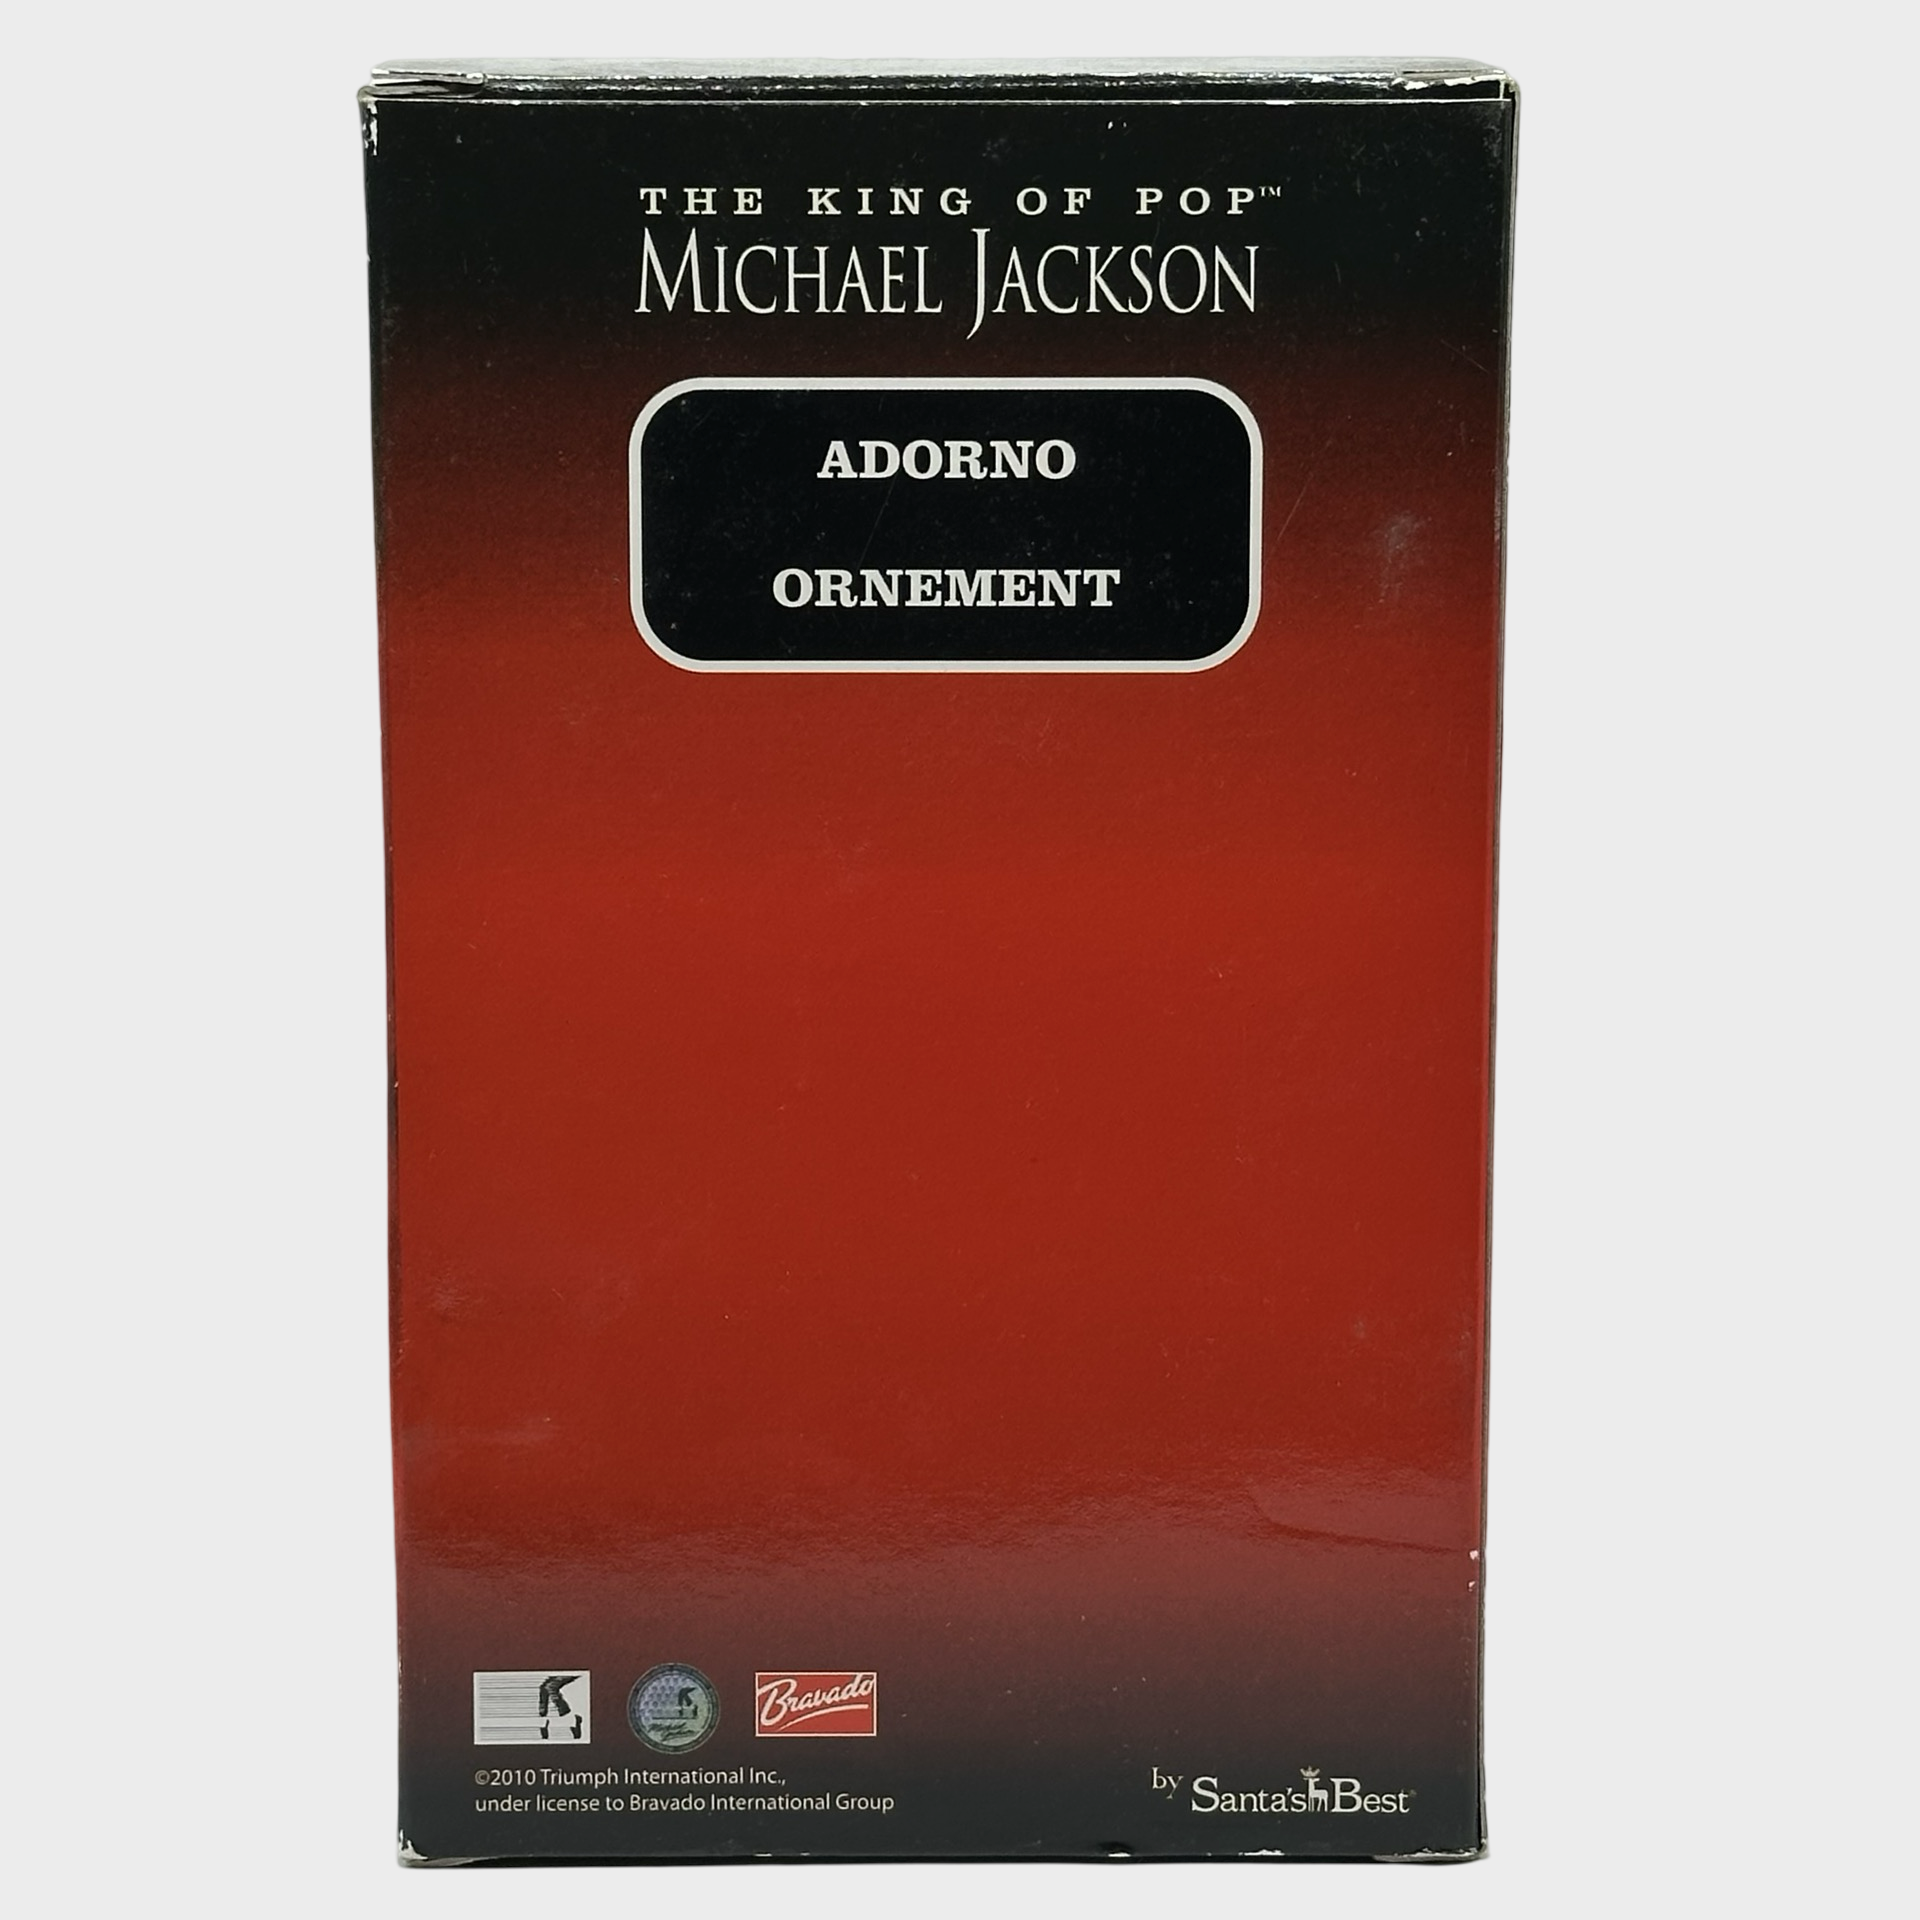 THE KING OF POP™
MICHAEL JACKSON
ADORNO
ORNEMENT
Bravado
©2010 Triumph International Inc.,
under license to Bravado International Group
by Santa's Best